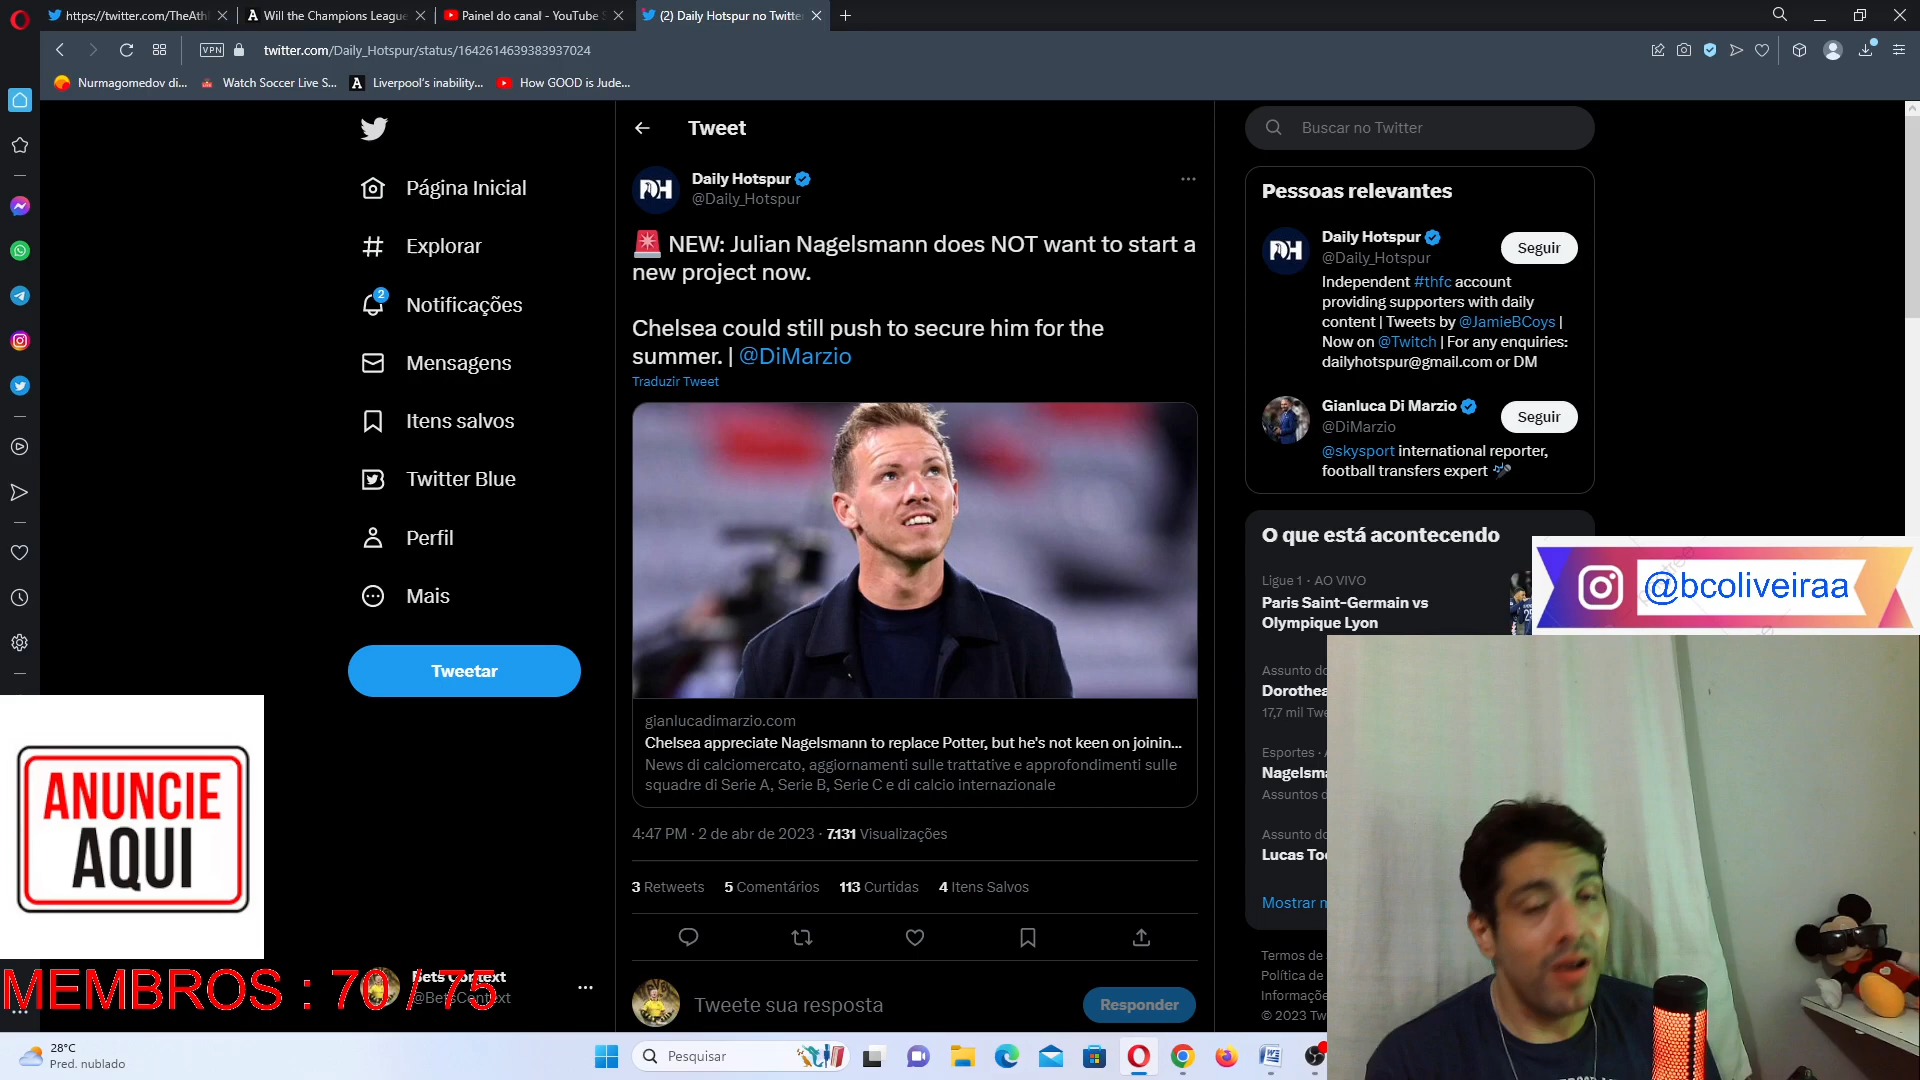 https://twitter.com/TheAthl
Will the Champions League
Painel do canal - YouTube S
(2) Daily Hotspur no Twitter
VPN
twitter.com/Daily_Hotspur/status/1642614639383937024
Nurmagomedov di...
Watch Soccer Live S...
Liverpool's inability...
How GOOD is Jude...
Página Inicial
Explorar
2
Notificações
Mensagens
Itens salvos
Twitter Blue
Perfil
Mais
Tweetar
ANUNCIE
AQUI
MEMBROS : 70 / 75
Bets Context
@BetsContext
Tweet
DH
Daily Hotspur
@Daily_Hotspur
NEW: Julian Nagelsmann does NOT want to start a
new project now.
Chelsea could still push to secure him for the
summer. | @DiMarzio
Traduzir Tweet
gianlucadimarzio.com
Chelsea appreciate Nagelsmann to replace Potter, but he's not keen on joinin...
News di calciomercato, aggiornamenti sulle trattative e approfondimenti sulle
squadre di Serie A, Serie B, Serie C e di calcio internazionale
4:47 PM · 2 de abr de 2023 · 7.131 Visualizações
3 Retweets 5 Comentários 113 Curtidas 4 Itens Salvos
Tweete sua resposta
Responder
Buscar no Twitter
Pessoas relevantes
DH
Daily Hotspur
@Daily_Hotspur
Seguir
Independent #thfc account
providing supporters with daily
content | Tweets by @JamieBCoys |
Now on @Twitch | For any enquiries:
dailyhotspur@gmail.com or DM
Gianluca Di Marzio
@DiMarzio
Seguir
@skysport international reporter,
football transfers expert
O que está acontecendo
Ligue 1 · AO VIVO
Paris Saint-Germain vs
Olympique Lyon
Assunto do
Dorothea
17,7 mil Twe
Esportes ·
Nagelsma
Assuntos d
Assunto do
Lucas Too
Mostrar m
Termos de
Política de
Informaçõe
© 2023 Tw
@bcoliveiraa
28°C
Pred. nublado
Pesquisar